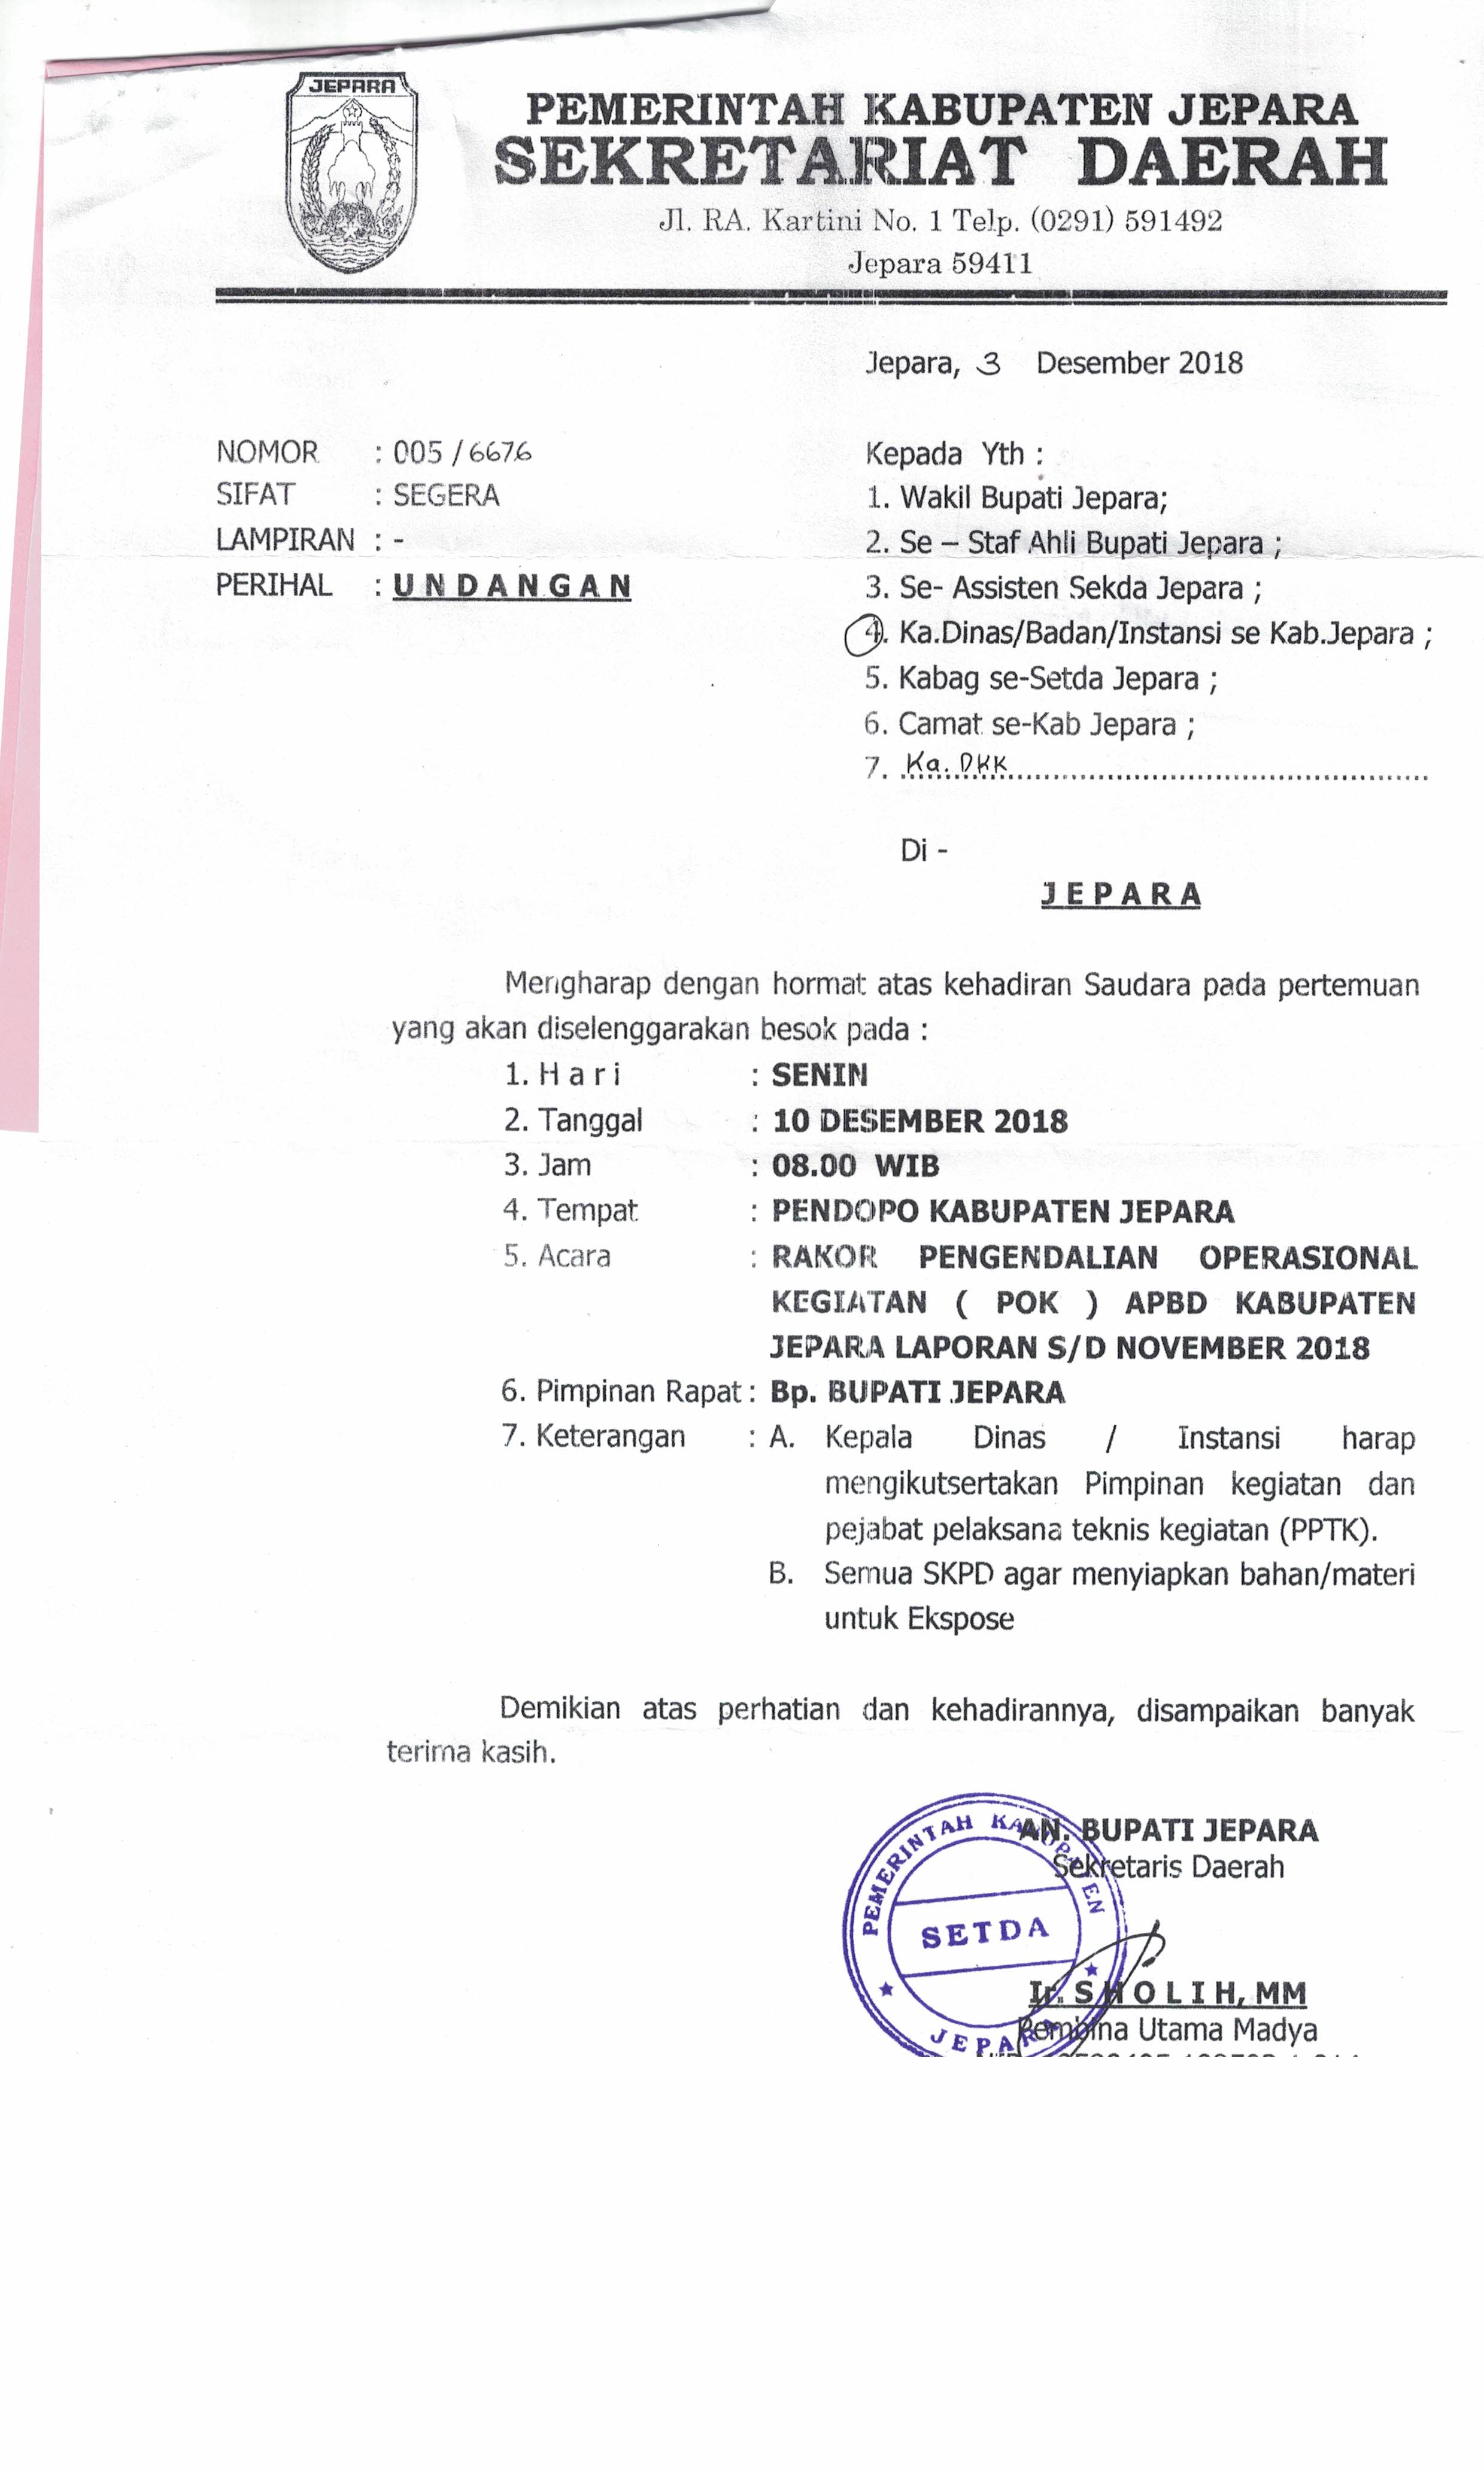 JEPARA
PEMERINTAH KABUPATEN JEPARA
SEKRETARIAT DAERAH
Jl. RA. Kartini No. 1 Telp. (0291) 591492
Jepara 59411
Jepara, 3 Desember 2018
NOMOR : 005 / 6676
SIFAT : SEGERA
LAMPIRAN : -
PERIHAL : U N D A N G A N
Kepada Yth :
1. Wakil Bupati Jepara;
2. Se – Staf Ahli Bupati Jepara ;
3. Se- Assisten Sekda Jepara ;
4. Ka.Dinas/Badan/Instansi se Kab.Jepara ;
5. Kabag se-Setda Jepara ;
6. Camat se-Kab Jepara ;
7. Ka. DKK
Di -
J E P A R A
Mengharap dengan hormat atas kehadiran Saudara pada pertemuan
yang akan diselenggarakan besok pada :
1. H a r i : SENIN
2. Tanggal : 10 DESEMBER 2018
3. Jam : 08.00 WIB
4. Tempat : PENDOPO KABUPATEN JEPARA
5. Acara : RAKOR PENGENDALIAN OPERASIONAL
KEGIATAN ( POK ) APBD KABUPATEN
JEPARA LAPORAN S/D NOVEMBER 2018
6. Pimpinan Rapat : Bp. BUPATI JEPARA
7. Keterangan : A. Kepala Dinas / Instansi harap
mengikutsertakan Pimpinan kegiatan dan
pejabat pelaksana teknis kegiatan (PPTK).
B. Semua SKPD agar menyiapkan bahan/materi
untuk Ekspose
Demikian atas perhatian dan kehadirannya, disampaikan banyak
terima kasih.
AN. BUPATI JEPARA
Sekretaris Daerah
PEMERINTAH KABUPATEN
SETDA
JEPARA
Ir. S H O L I H, MM
Pembina Utama Madya